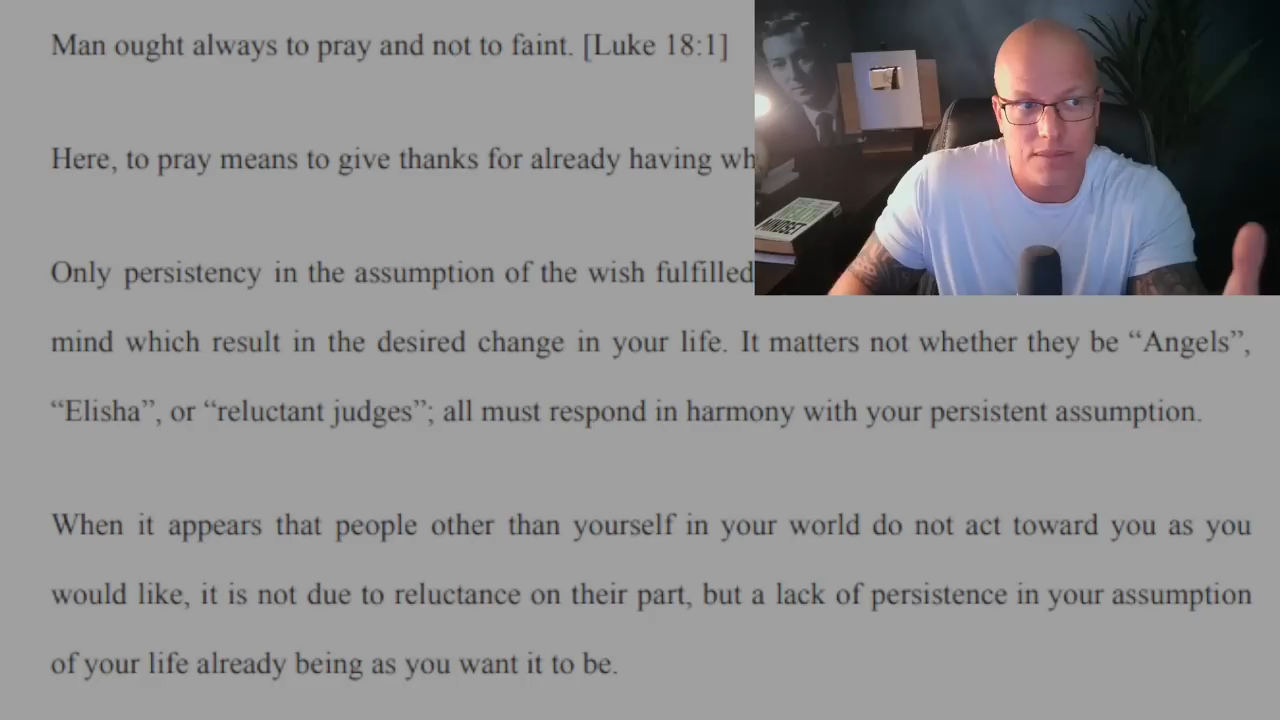 Man ought always to pray and not to faint. [Luke 18:1]
Here, to pray means to give thanks for already having
Only persistency in the assumption of the wish fulfilled
mind which result in the desired change in your life. It matters not whether they be “Angels”,
“Elisha”, or “reluctant judges”; all must respond in harmony with your persistent assumption.
When it appears that people other than yourself in your world do not act toward you as you
would like, it is not due to reluctance on their part, but a lack of persistence in your assumption
of your life already being as you want it to be.
MINDSET